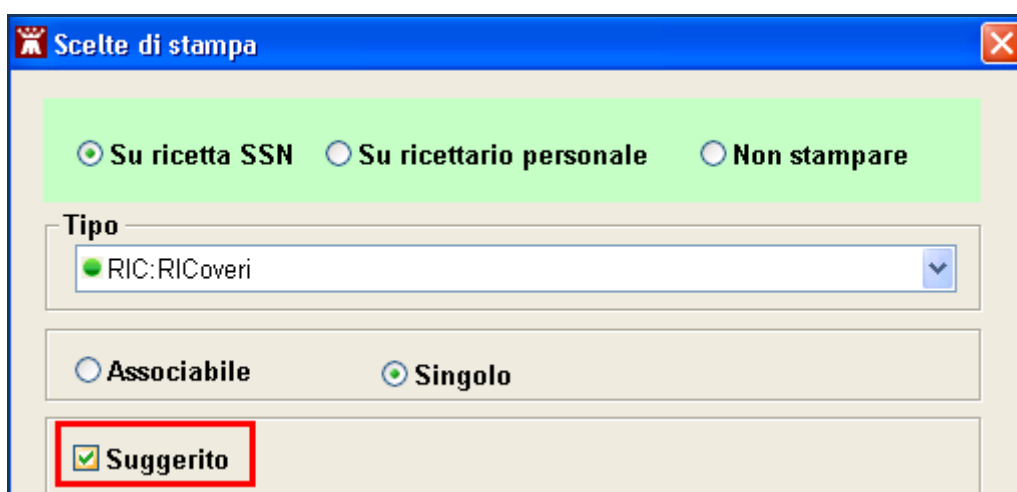 Scelte di stampa
Su ricetta SSN Su ricettario personale Non stampare
Tipo
RIC:RICoveri
Associabile Singolo
Suggerito